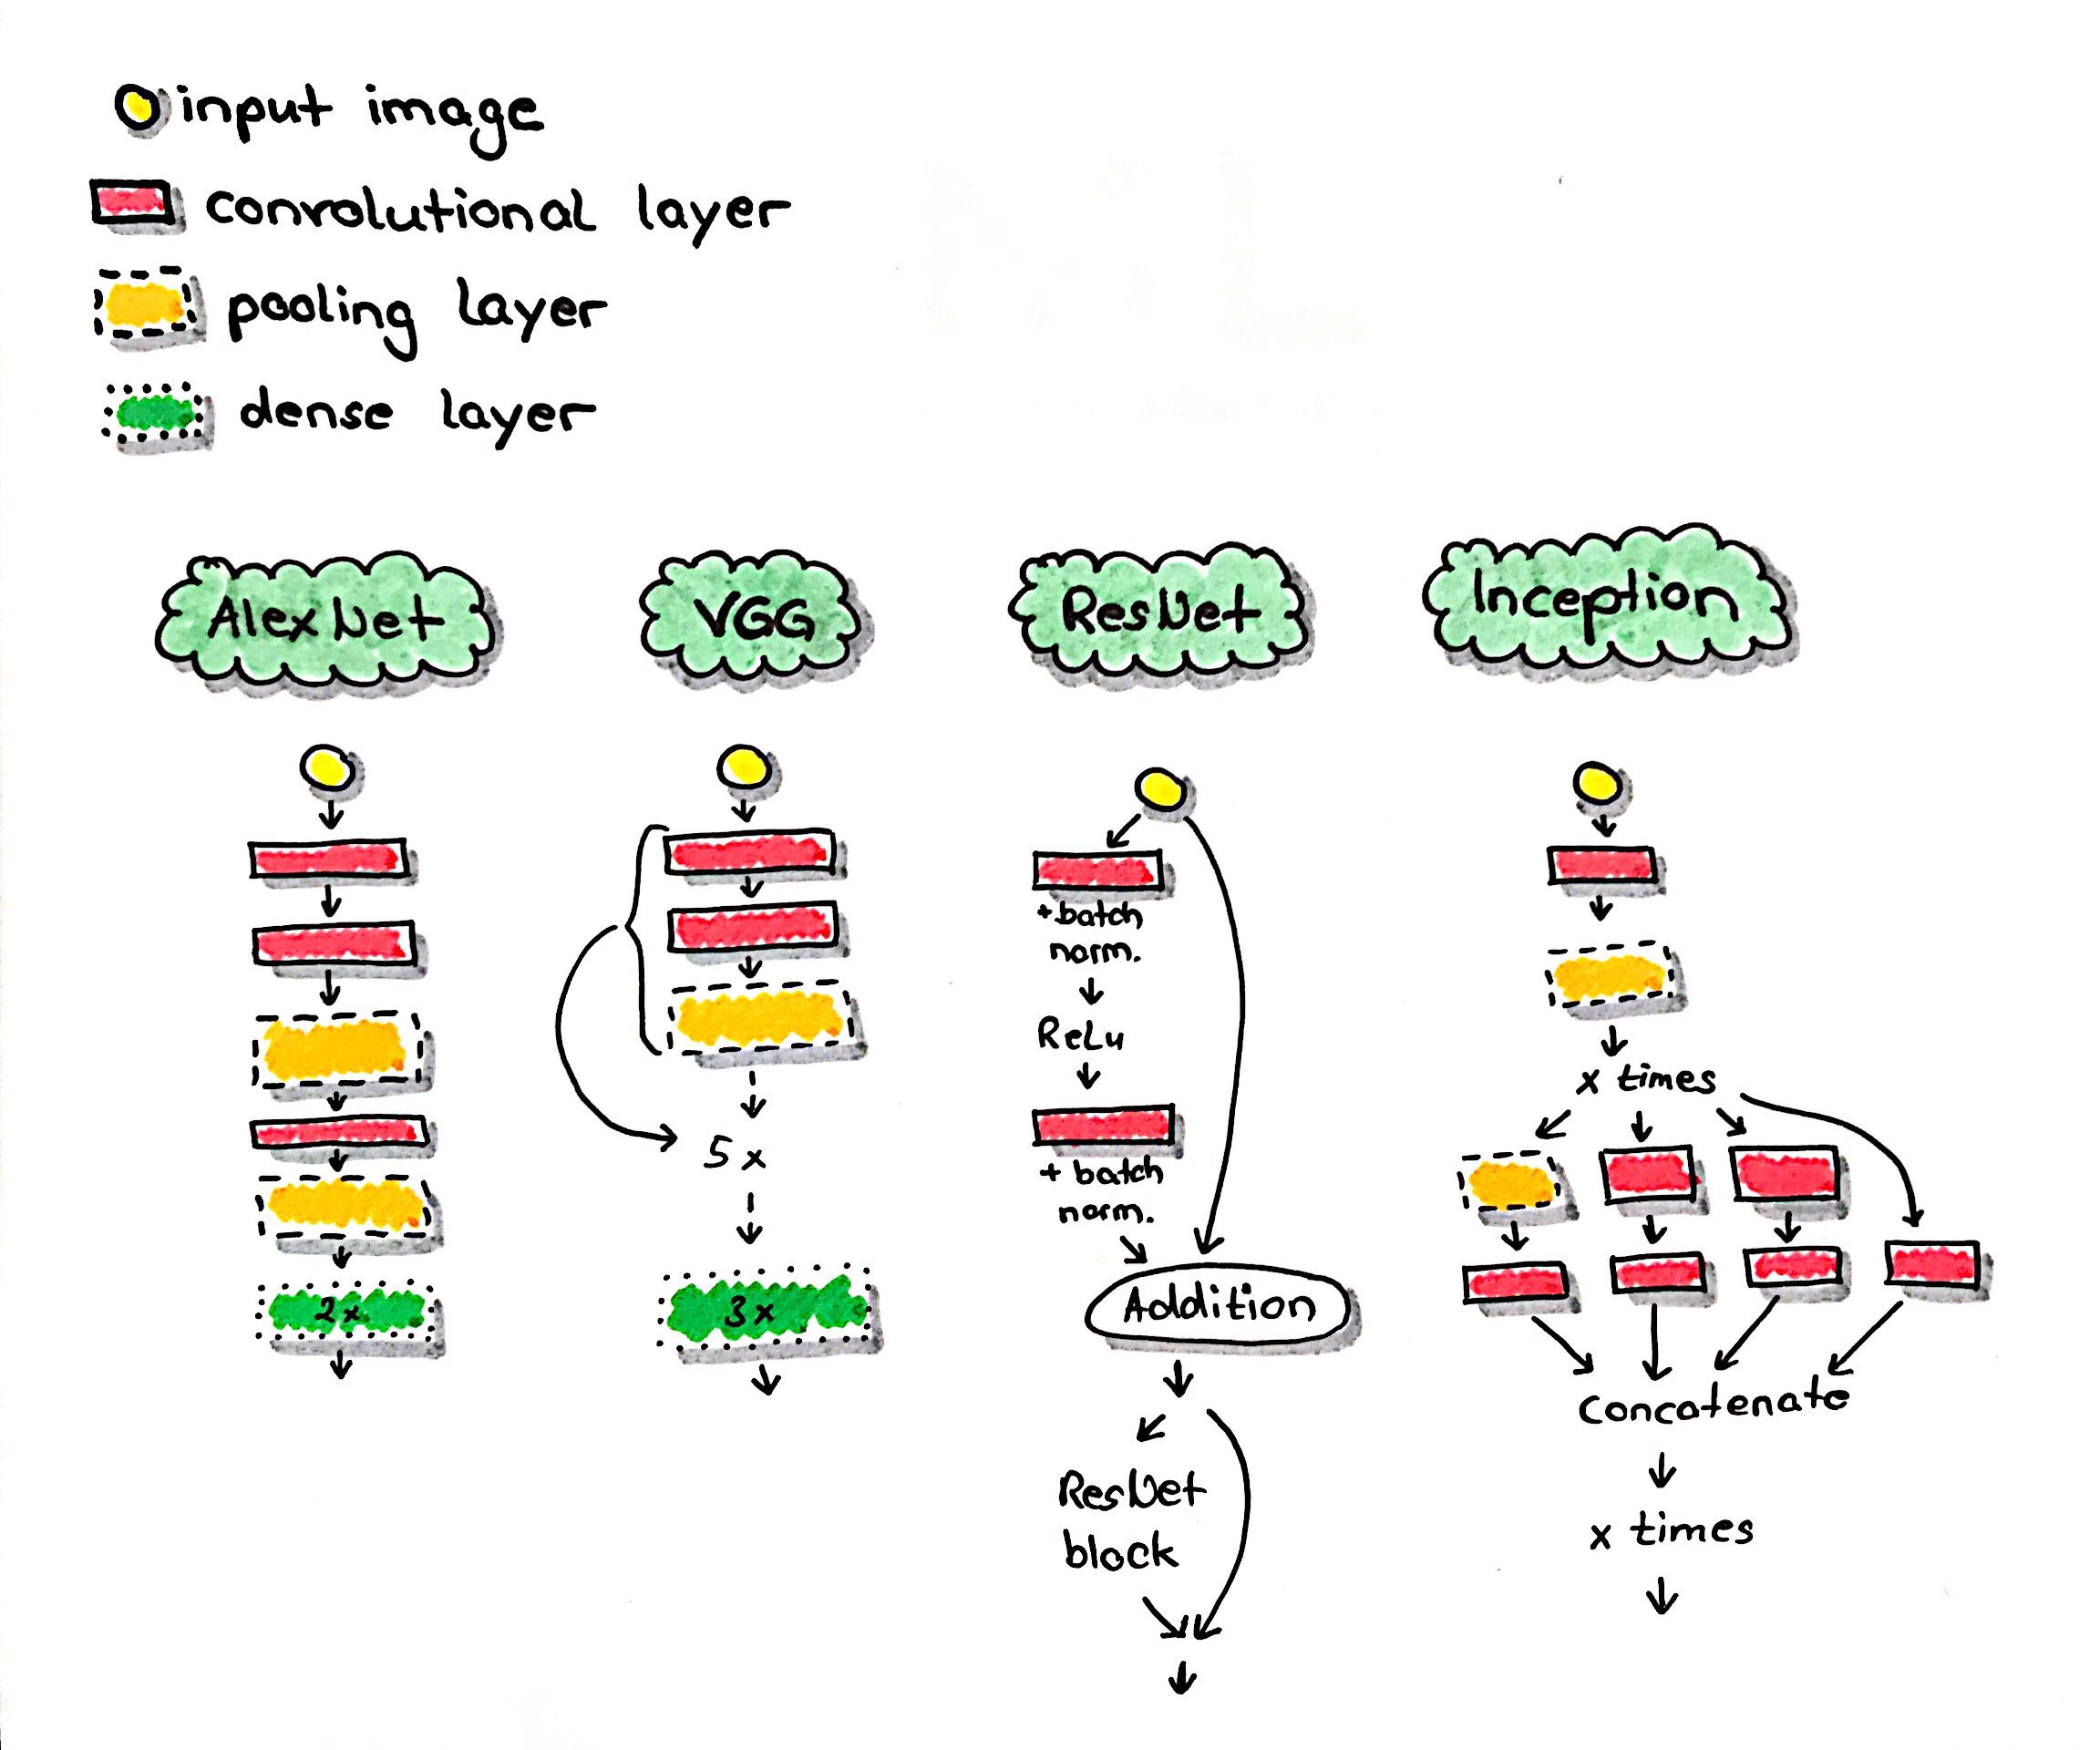 input image
convolutional layer
pooling layer
dense layer
AlexNet
VGG
ResNet
Inception
2x
5x
3x
+ batch
norm.
ReLu
+ batch
norm.
Addition
ResNet
block
x times
Concatenate
x times